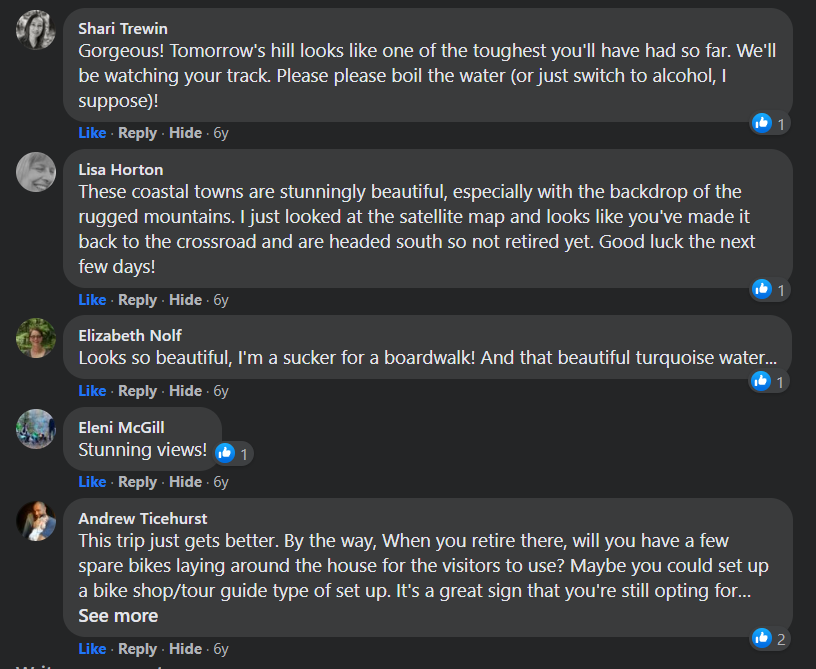 Shari Trewin
Gorgeous! Tomorrow's hill looks like one of the toughest you'll have had so far. We'll
be watching your track. Please please boil the water (or just switch to alcohol, I
suppose)!
1
Like · Reply · Hide · 6y
Lisa Horton
These coastal towns are stunningly beautiful, especially with the backdrop of the
rugged mountains. I just looked at the satellite map and looks like you've made it
back to the crossroad and are headed south so not retired yet. Good luck the next
few days!
1
Like · Reply · Hide · 6y
Elizabeth Nolf
Looks so beautiful, I'm a sucker for a boardwalk! And that beautiful turquoise water...
1
Like · Reply · Hide · 6y
Eleni McGill
Stunning views! 1
Like · Reply · Hide · 6y
Andrew Ticehurst
This trip just gets better. By the way, When you retire there, will you have a few
spare bikes laying around the house for the visitors to use? Maybe you could set up
a bike shop/tour guide type of set up. It's a great sign that you're still opting for...
See more
2
Like · Reply · Hide · 6y